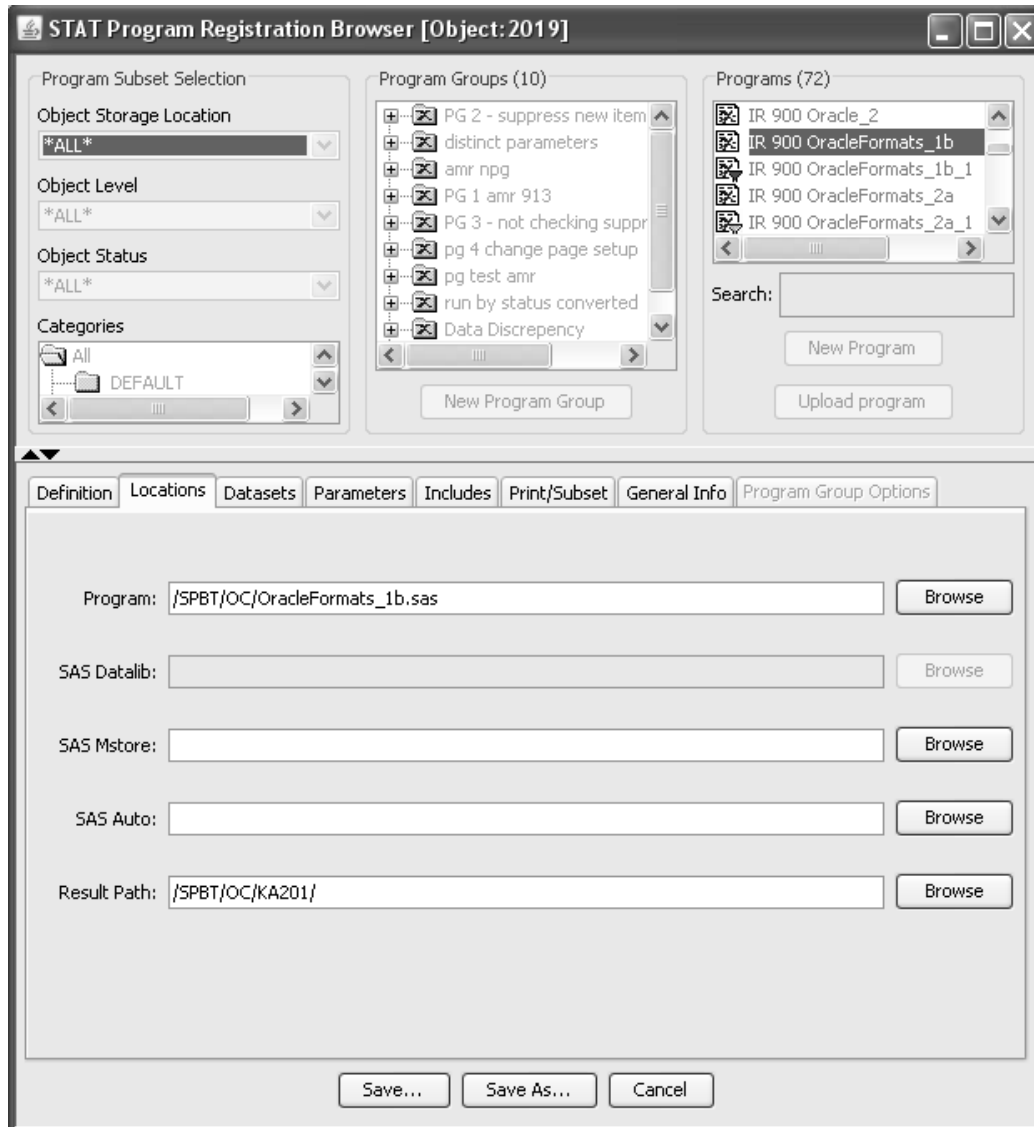 STAT Program Registration Browser [Object:2019]
Program Subset Selection
Object Storage Location
*ALL*
Object Level
*ALL*
Object Status
*ALL*
Categories
All
DEFAULT
Program Groups (10)
PG 2 - suppress new item
distinct parameters
amr npg
PG 1 amr 913
PG 3 - not checking suppr
pg 4 change page setup
pg test amr
run by status converted
Data Discrepency
New Program Group
Programs (72)
IR 900 Oracle_2
IR 900 OracleFormats_1b
IR 900 OracleFormats_1b_1
IR 900 OracleFormats_2a
IR 900 OracleFormats_2a_1
Search:
New Program
Upload program
Definition Locations Datasets Parameters Includes Print/Subset General Info Program Group Options
Program: /SPBT/OC/OracleFormats_1b.sas Browse
SAS Datalib: Browse
SAS Mstore: Browse
SAS Auto: Browse
Result Path: /SPBT/OC/KA201/ Browse
Save... Save As... Cancel